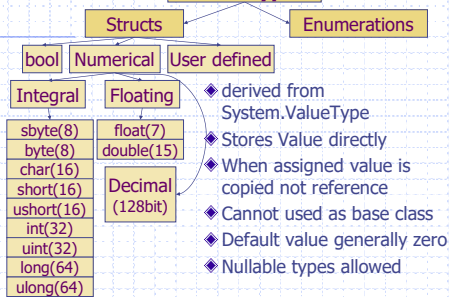 Structs
Enumerations
bool
Numerical
User defined
Integral
Floating
sbyte(8)
byte(8)
char(16)
short(16)
ushort(16)
int(32)
uint(32)
long(64)
ulong(64)
float(7)
double(15)
Decimal
(128bit)
derived from
System.ValueType
Stores Value directly
When assigned value is
copied not reference
Cannot used as base class
Default value generally zero
Nullable types allowed